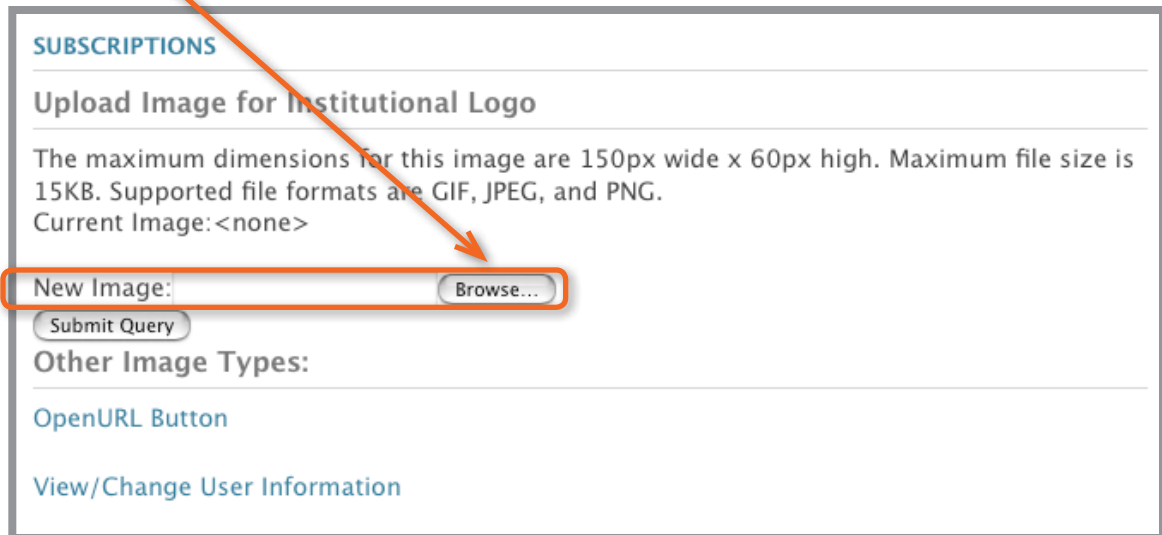 SUBSCRIPTIONS
Upload Image for Institutional Logo
The maximum dimensions for this image are 150px wide x 60px high. Maximum file size is
15KB. Supported file formats are GIF, JPEG, and PNG.
Current Image:<none>
New Image: Browse...
Submit Query
Other Image Types:
OpenURL Button
View/Change User Information